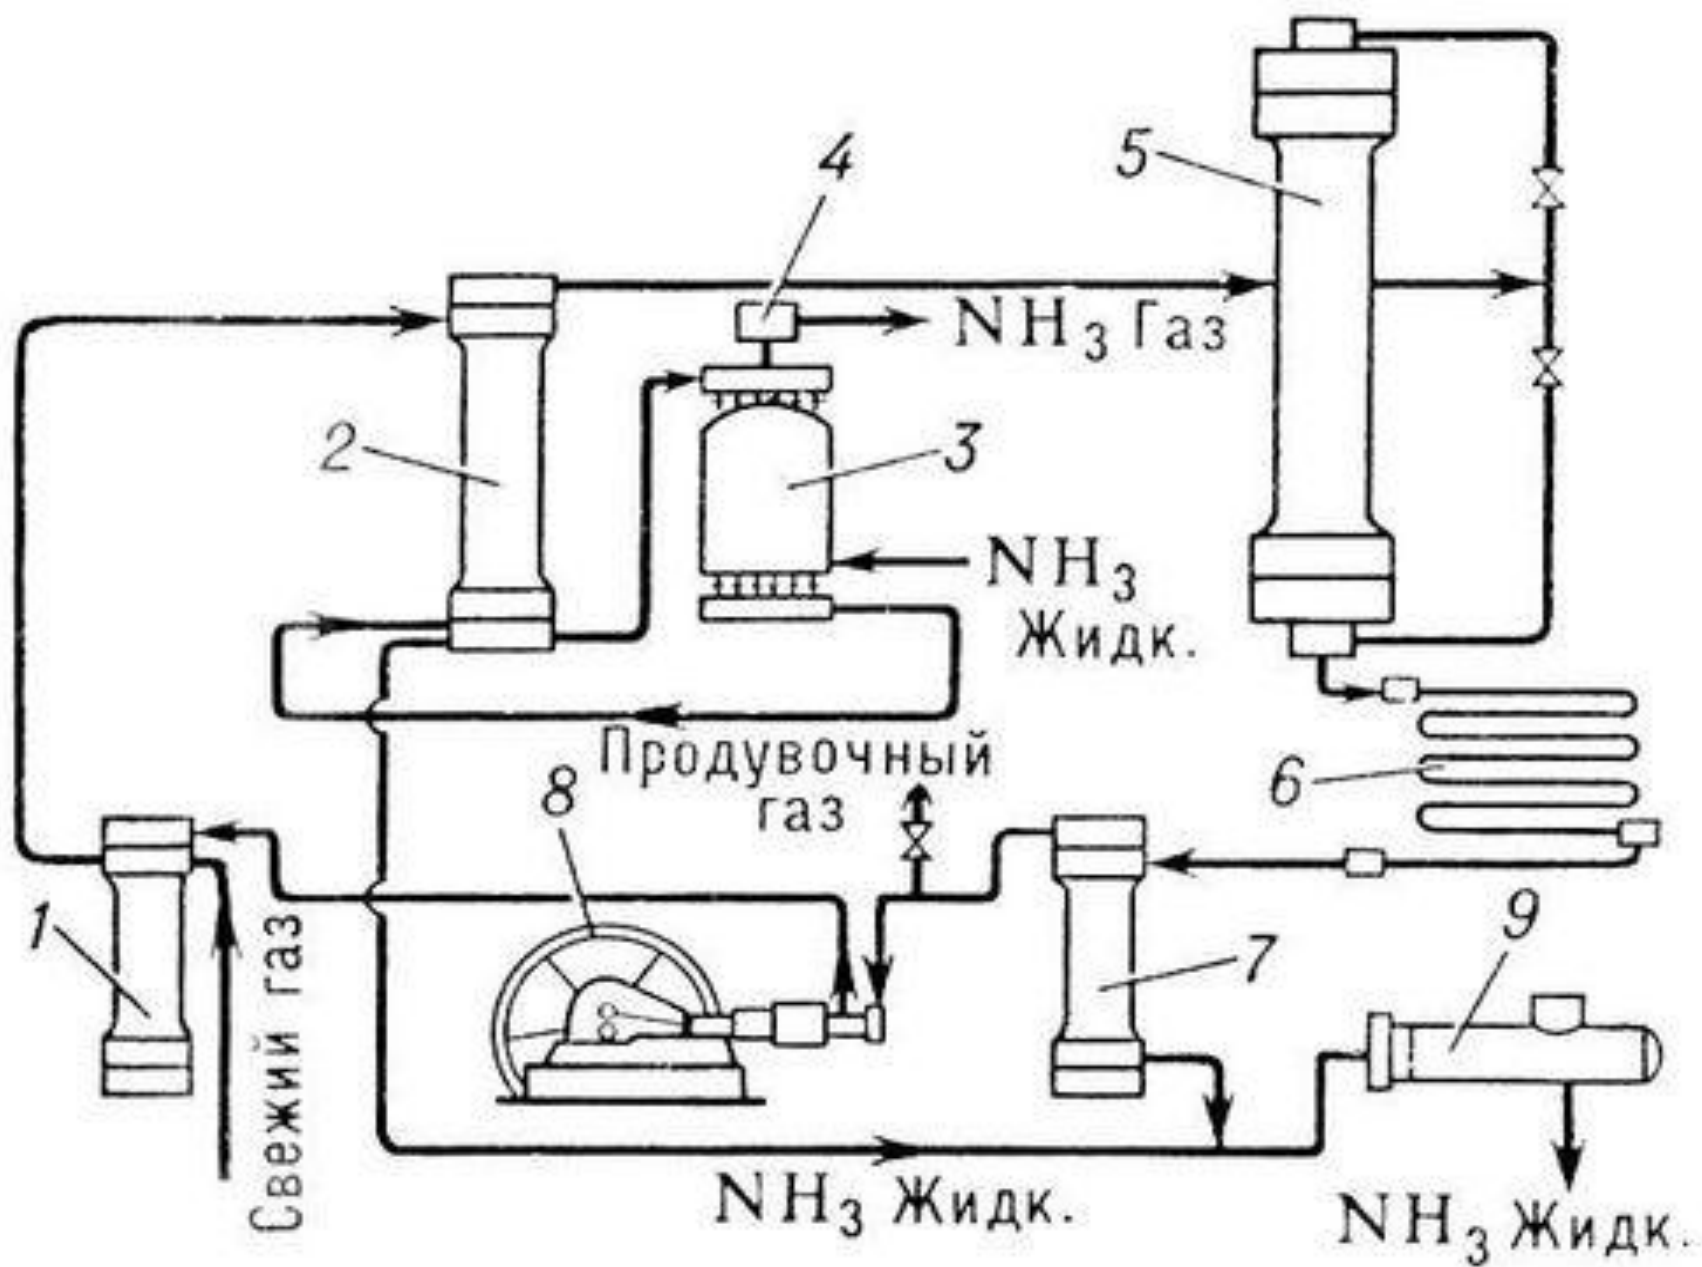 4
5
NH3 Газ
2
3
NH3
Жидк.
Продувочный
газ
8
6
1
Свежий газ
7
9
NH3 Жидк.
NH3 Жидк.